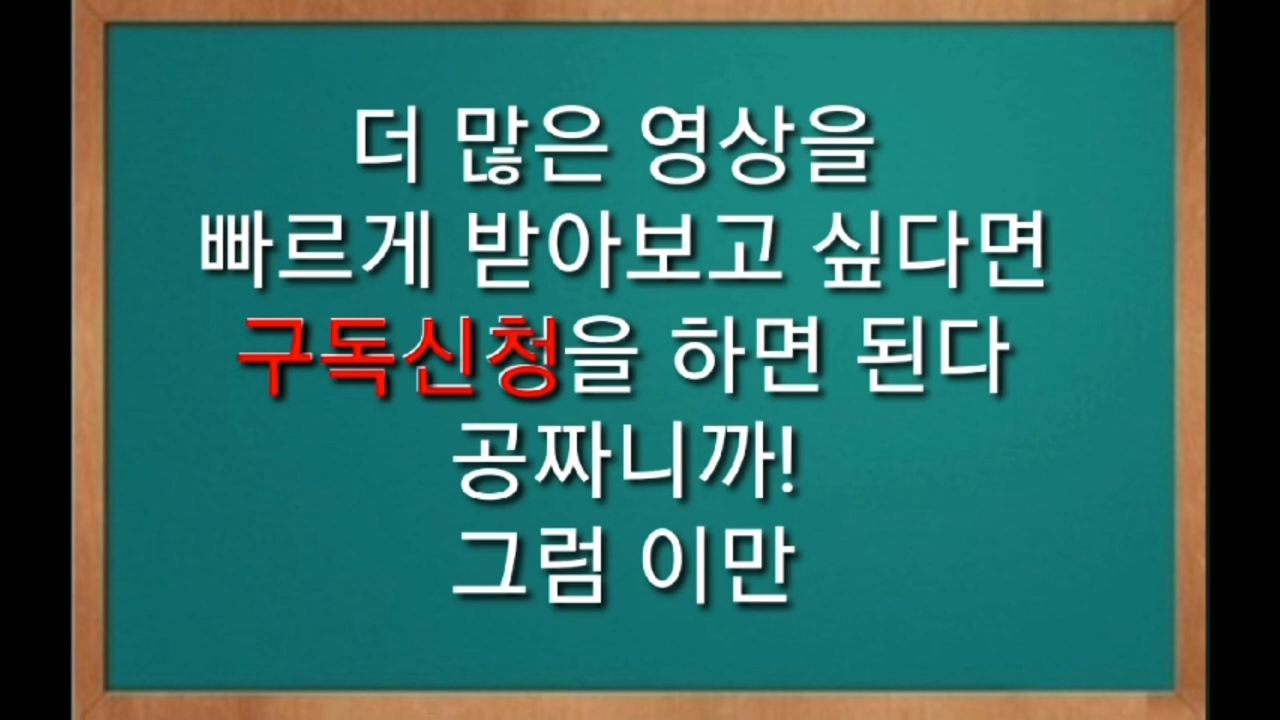 더 많은 영상을
빠르게 받아보고 싶다면
구독신청을 하면 된다
공짜니까!
그럼 이만